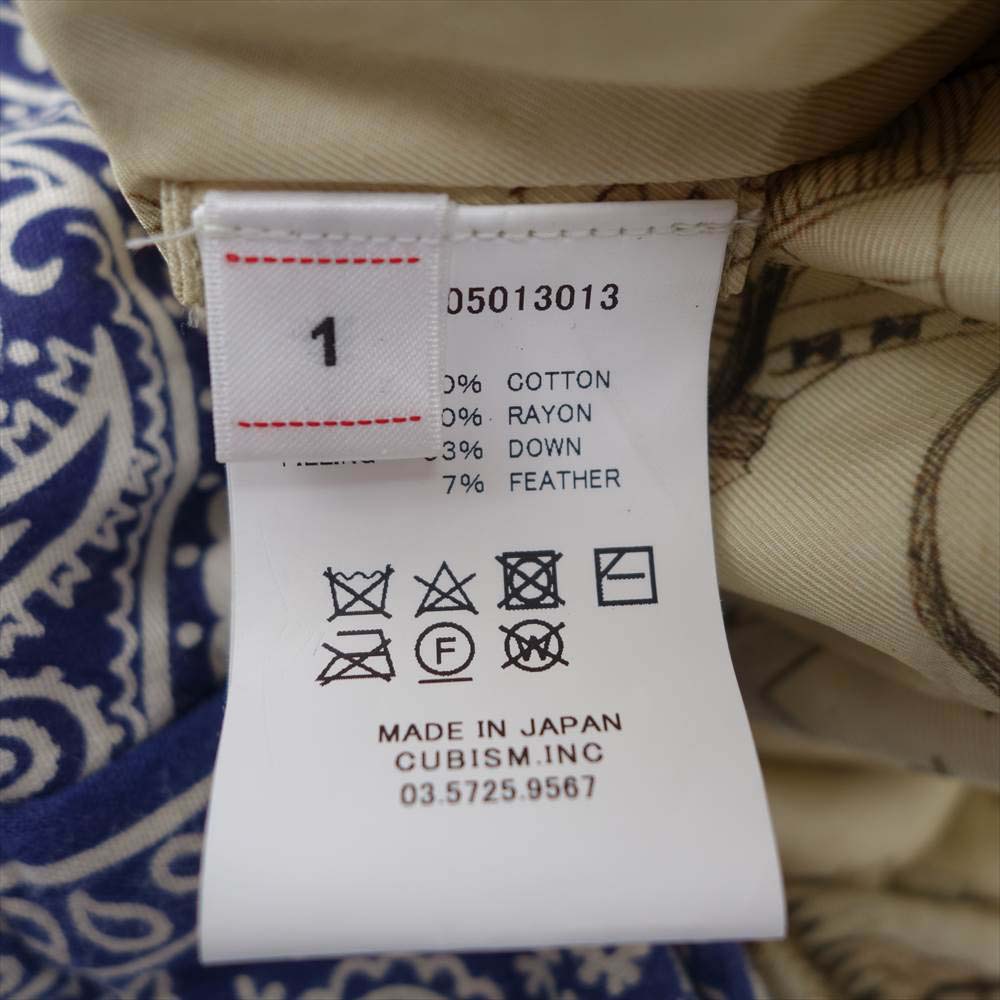 1
05013013
0% COTTON
0% RAYON
3% DOWN
7% FEATHER
F
W
MADE IN JAPAN
CUBISM.INC
03.5725.9567